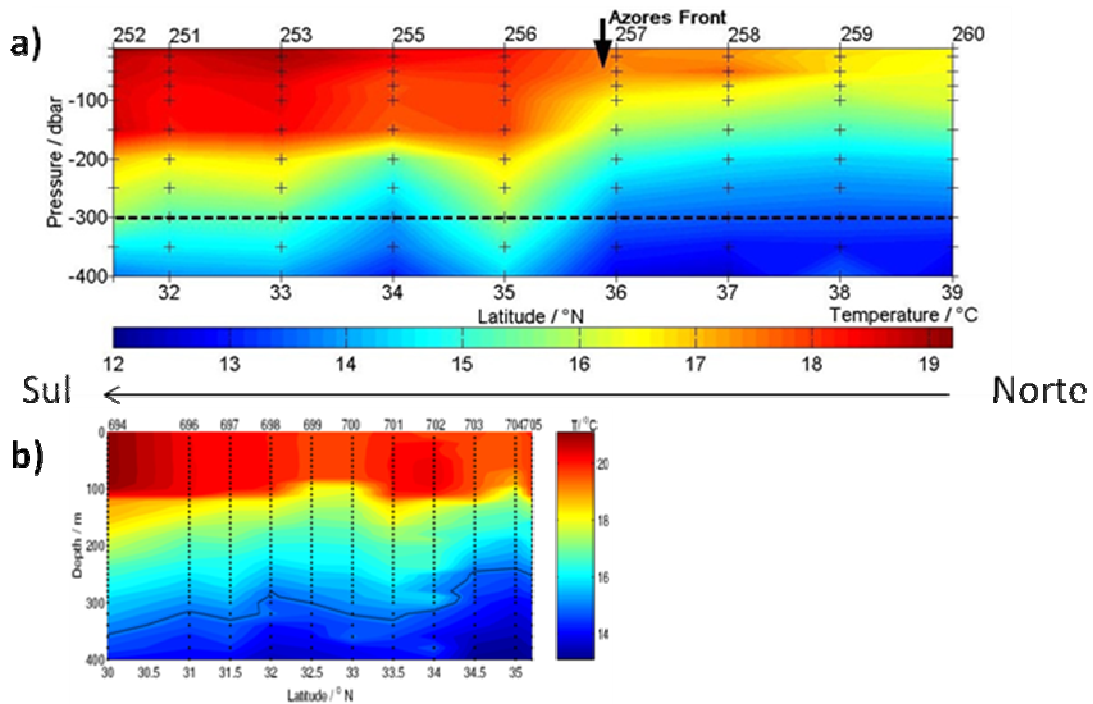 a)
Azores Front
252 251 253 255 256 257 258 259 260
Pressure / dbar
-100
-200
-300
-400
32 33 34 35 36 37 38 39
Latitude / °N Temperature / °C
12 13 14 15 16 17 18 19
Sul Norte
b)
694 696 697 698 699 700 701 702 703 704705 T/ °C
0
100
200
300
400
Depth / m
20
18
16
14
30 30.5 31 31.5 32 32.5 33 33.5 34 34.5 35
Latitude / ° N